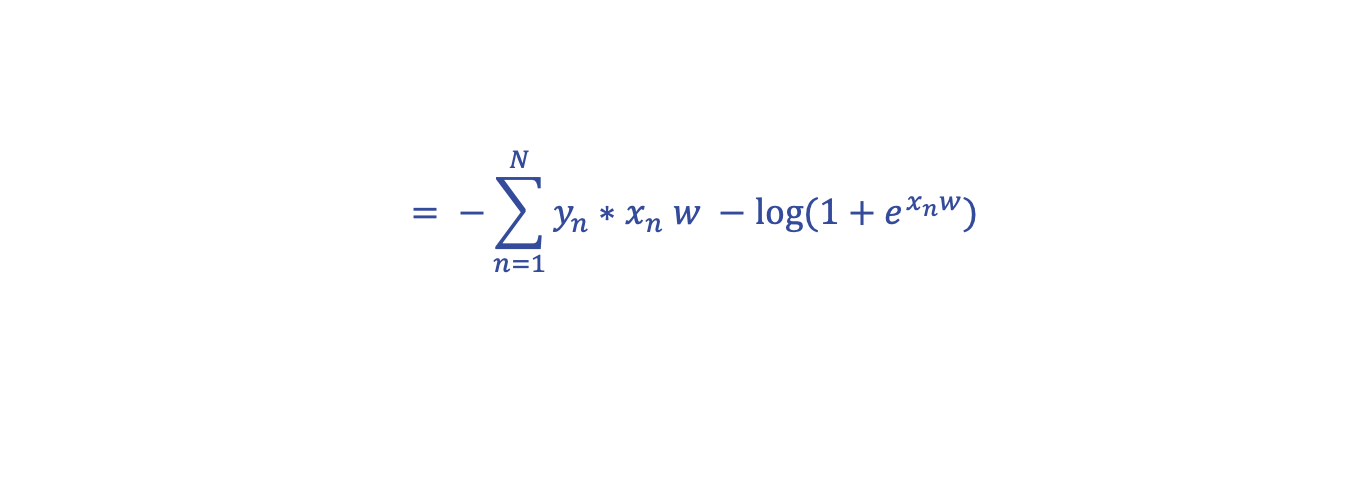 = − ∑_{n=1}^{N} y_n * x_n w − log(1 + e^{x_n w})